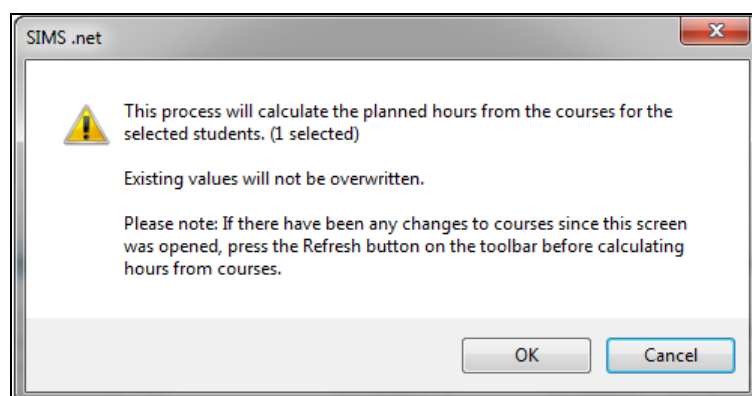 SIMS .net
This process will calculate the planned hours from the courses for the
selected students. (1 selected)
Existing values will not be overwritten.
Please note: If there have been any changes to courses since this screen
was opened, press the Refresh button on the toolbar before calculating
hours from courses.
OK
Cancel